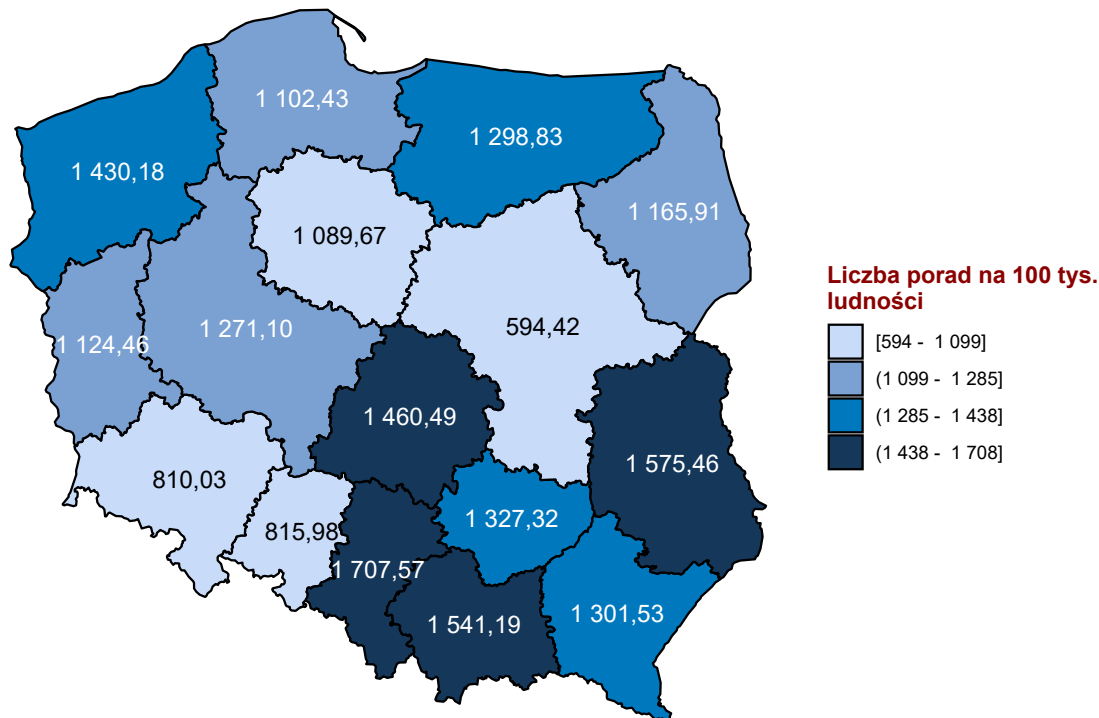 1 102,43
1 298,83
1 430,18
1 165,91
1 089,67
594,42
1 271,10
1 124,46
1 460,49
1 575,46
810,03
1 327,32
815,98
1 707,57
1 541,19
1 301,53
Liczba porad na 100 tys.
ludności
[594 - 1 099]
(1 099 - 1 285]
(1 285 - 1 438]
(1 438 - 1 708]